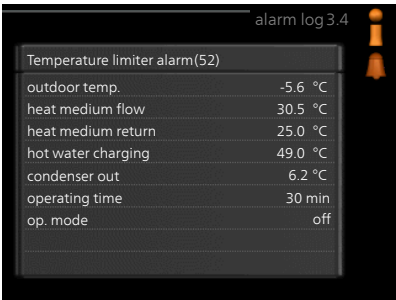 alarm log 3.4
Temperature limiter alarm(52)
outdoor temp. -5.6 °C
heat medium flow 30.5 °C
heat medium return 25.0 °C
hot water charging 49.0 °C
condenser out 6.2 °C
operating time 30 min
op. mode off